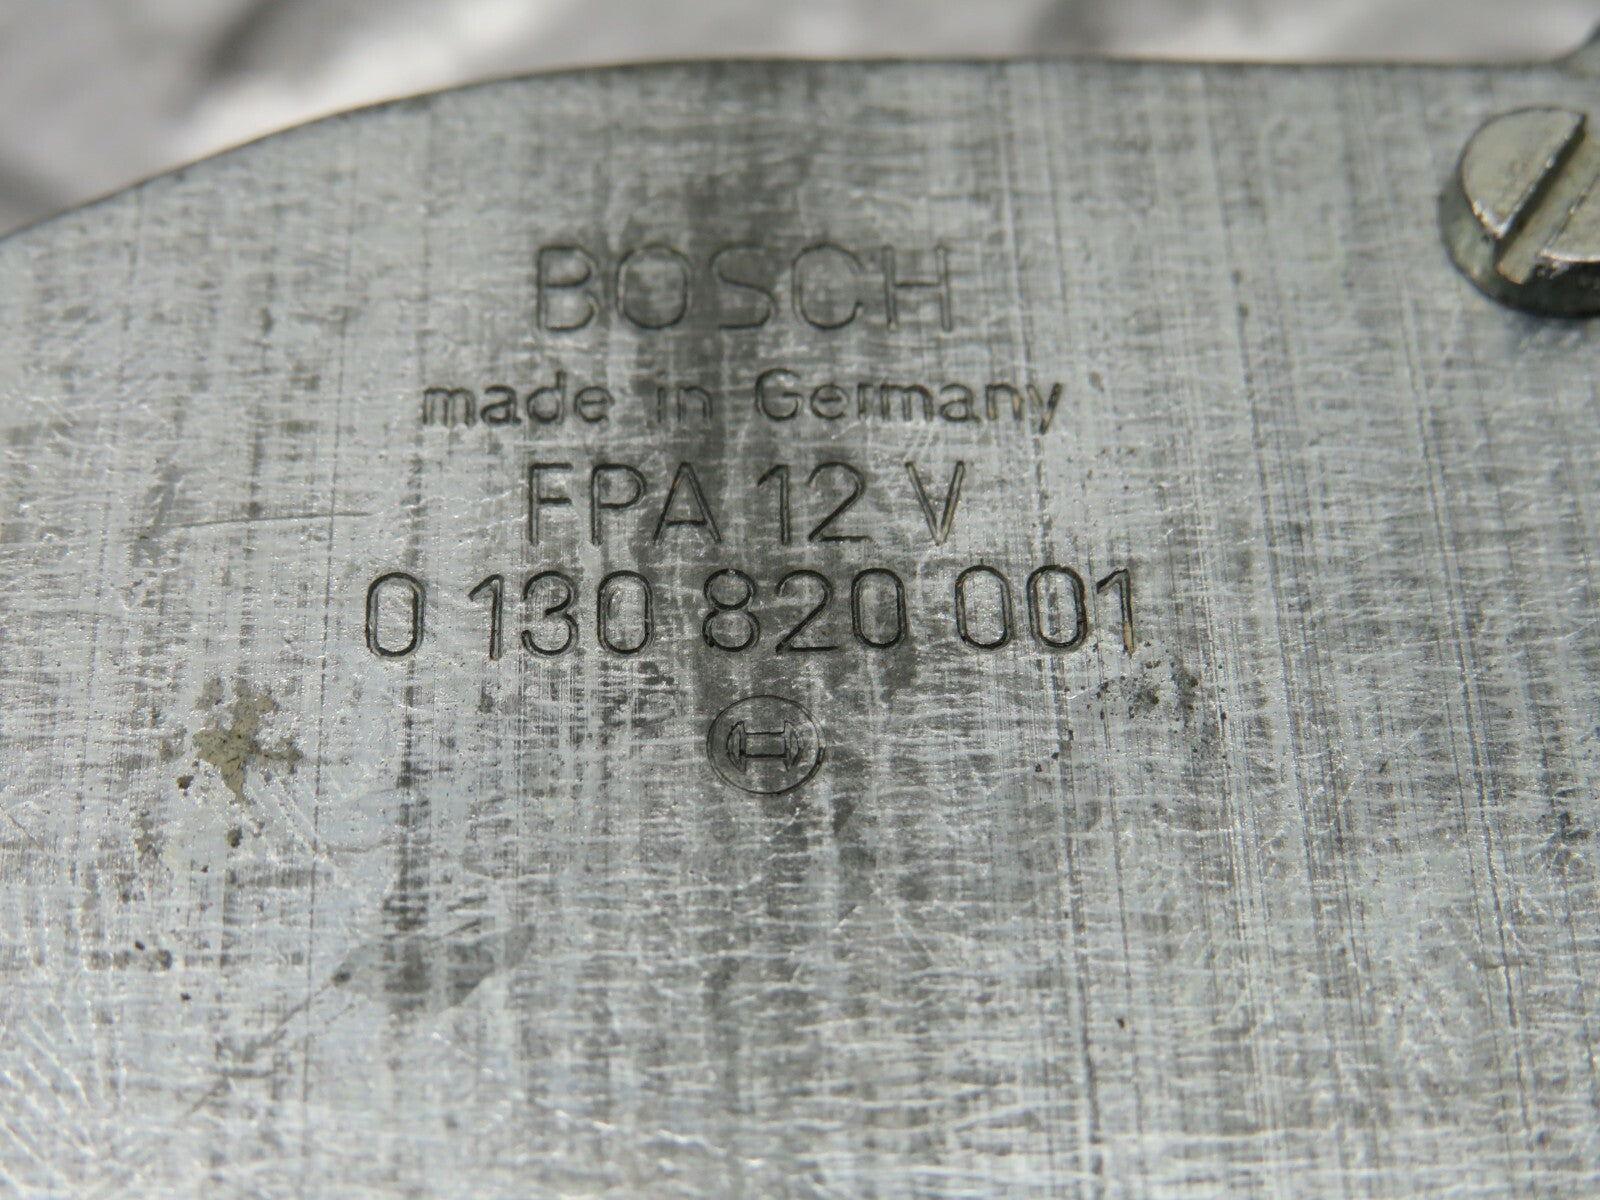 BOSCH
made in Germany
FPA 12 V
0 130 820 001